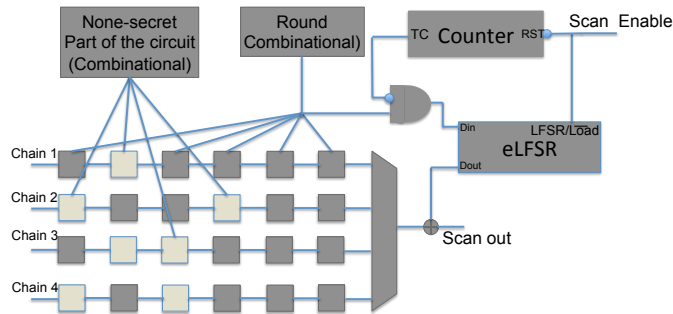 None-secret
Part of the circuit
(Combinational)
Round
Combinational)
TC Counter RST
Scan Enable
Din
LFSR/Load
eLFSR
Dout
Chain 1
Chain 2
Chain 3
Chain 4
Scan out